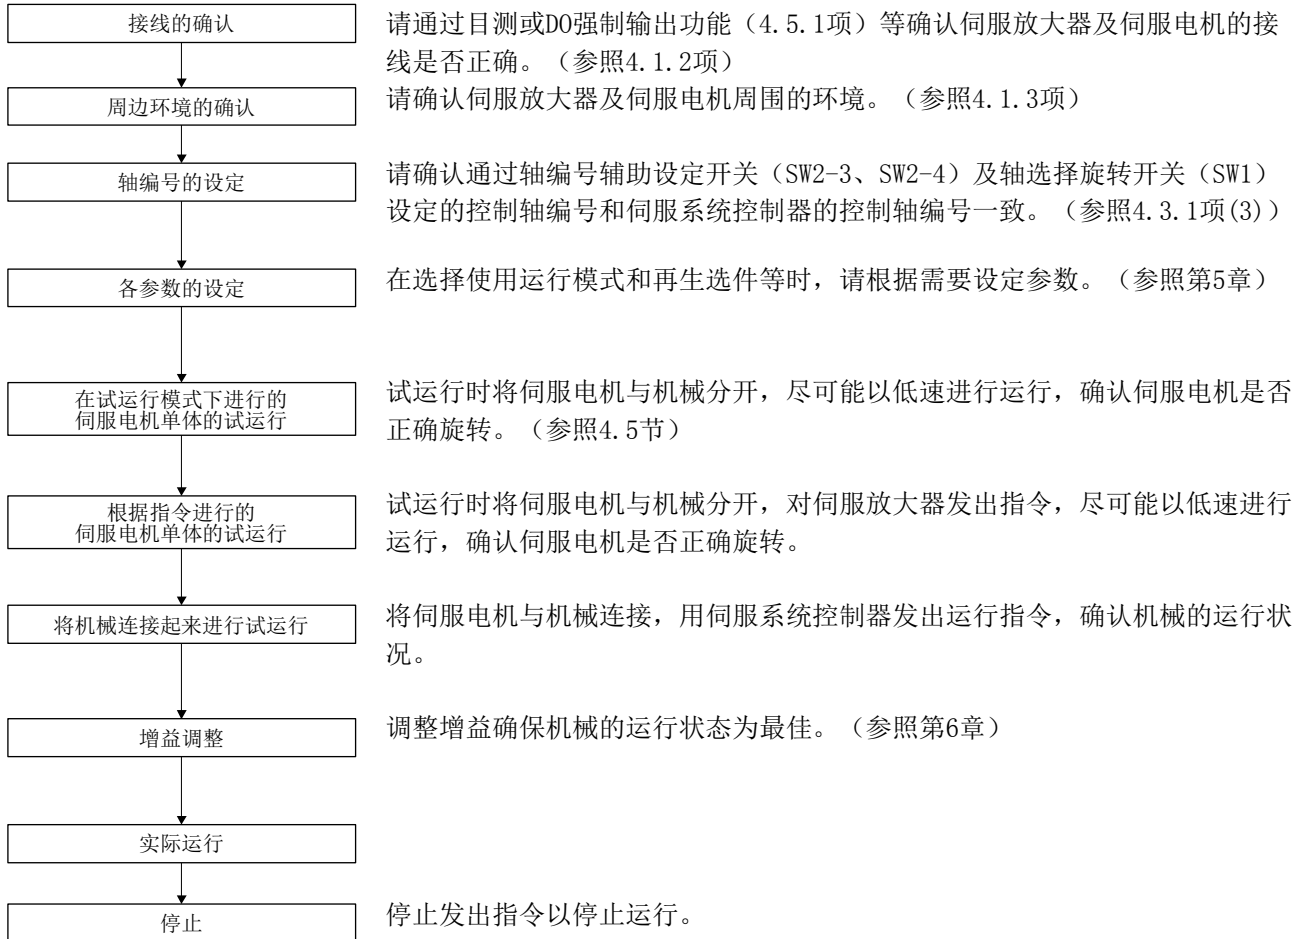 接线的确认
请通过目测或DO强制输出功能（4.5.1项）等确认伺服放大器及伺服电机的接
线是否正确。（参照4.1.2项）
周边环境的确认
请确认伺服放大器及伺服电机周围的环境。（参照4.1.3项）
轴编号的设定
请确认通过轴编号辅助设定开关（SW2-3、SW2-4）及轴选择旋转开关（SW1）
设定的控制轴编号和伺服系统控制器的控制轴编号一致。（参照4.3.1项(3)）
各参数的设定
在选择使用运行模式和再生选件等时，请根据需要设定参数。（参照第5章）
在试运行模式下进行的
伺服电机单体的试运行
试运行时将伺服电机与机械分开，尽可能以低速进行运行，确认伺服电机是否
正确旋转。（参照4.5节）
根据指令进行的
伺服电机单体的试运行
试运行时将伺服电机与机械分开，对伺服放大器发出指令，尽可能以低速进行
运行，确认伺服电机是否正确旋转。
将机械连接起来进行试运行
将伺服电机与机械连接，用伺服系统控制器发出运行指令，确认机械的运行状
况。
增益调整
调整增益确保机械的运行状态为最佳。（参照第6章）
实际运行
停止
停止发出指令以停止运行。